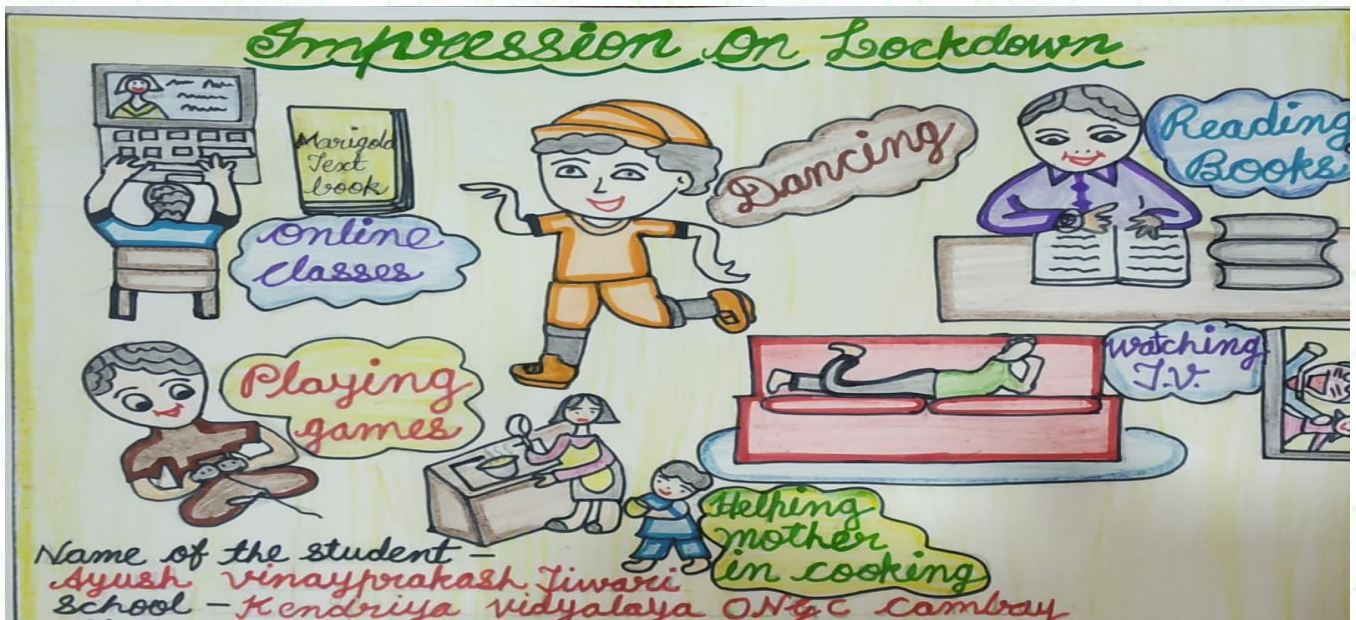 Impression On Lockdown
Marigold
Text
book
Online
classes
Dancing
Reading
Books
Playing
games
Watching
T.V.
Helping
mother
in cooking
Name of the student -
Ayush Vinayprakash Tiwari
School - Kendriya Vidyalaya ONGC Cambay